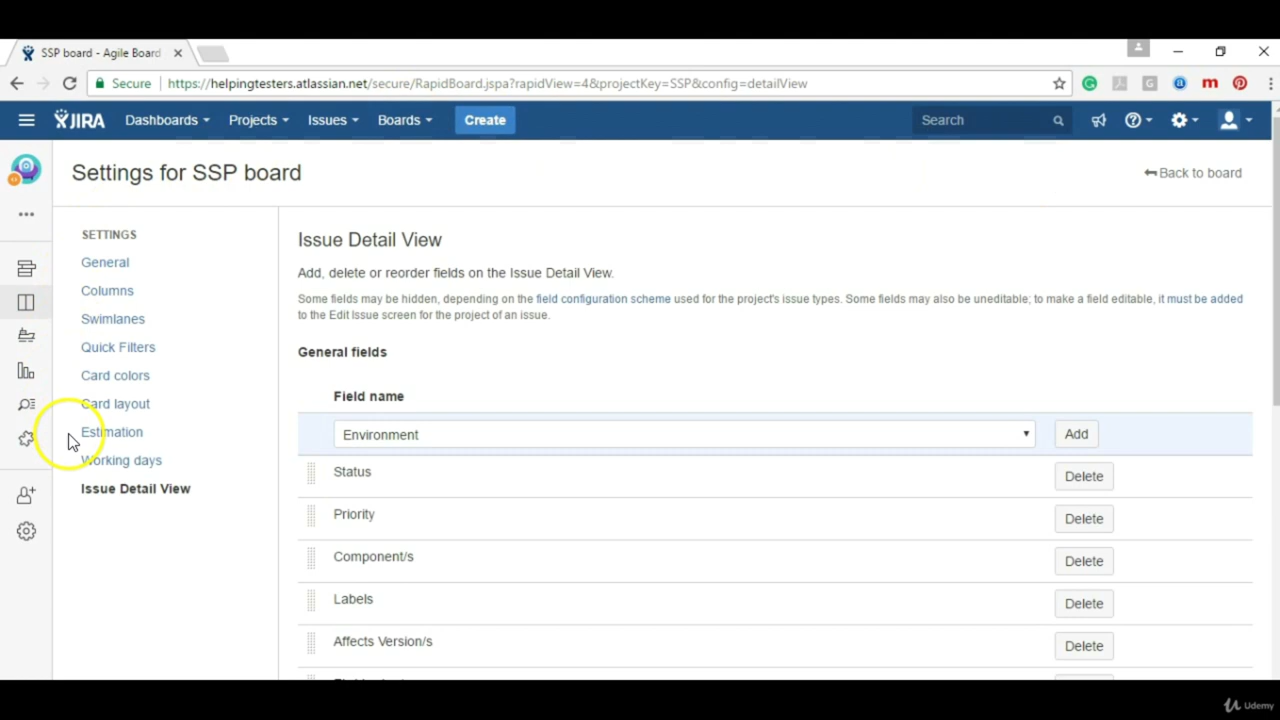 SSP board - Agile Board
Secure https://helpingtesters.atlassian.net/secure/RapidBoard.jspa?rapidView=4&projectKey=SSP&config=detailView
JIRA Dashboards Projects Issues Boards Create Search
Settings for SSP board
Back to board
SETTINGS
General
Columns
Swimlanes
Quick Filters
Card colors
Card layout
Estimation
Working days
Issue Detail View
Issue Detail View
Add, delete or reorder fields on the Issue Detail View.
Some fields may be hidden, depending on the field configuration scheme used for the project's issue types. Some fields may also be uneditable; to make a field editable, it must be added
to the Edit Issue screen for the project of an issue.
General fields
Field name
Environment Add
Status Delete
Priority Delete
Component/s Delete
Labels Delete
Affects Version/s Delete
Udemy